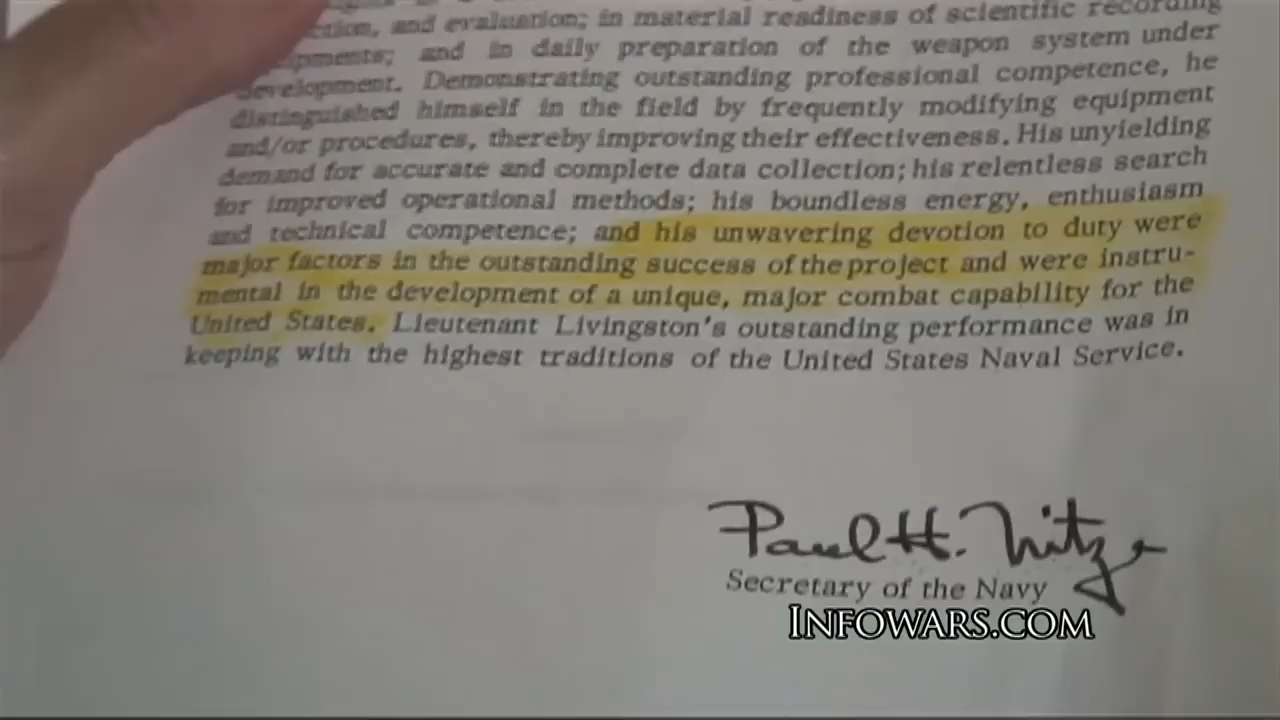 and evaluation; in material readiness of scientific recording
and in daily preparation of the weapon system under
development. Demonstrating outstanding professional competence, he
distinguished himself in the field by frequently modifying equipment
and/or procedures, thereby improving their effectiveness. His unyielding
demand for accurate and complete data collection; his relentless search
for improved operational methods; his boundless energy, enthusiasm
and technical competence; and his unwavering devotion to duty were
major factors in the outstanding success of the project and were instru-
mental in the development of a unique, major combat capability for the
United States. Lieutenant Livingston's outstanding performance was in
keeping with the highest traditions of the United States Naval Service.
Paul H. Nitze
Secretary of the Navy
INFOWARS.COM